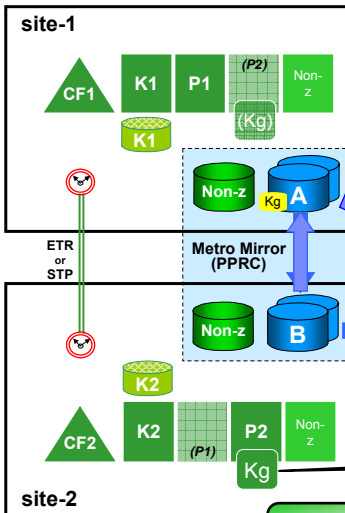 site-1
CF1
K1
P1
(P2)
Non-
z
(Kg)
K1
Non-z
Kg
A
ETR
or
STP
Metro Mirror
(PPRC)
Non-z
B
K2
CF2
K2
(P1)
P2
Non-
z
Kg
site-2